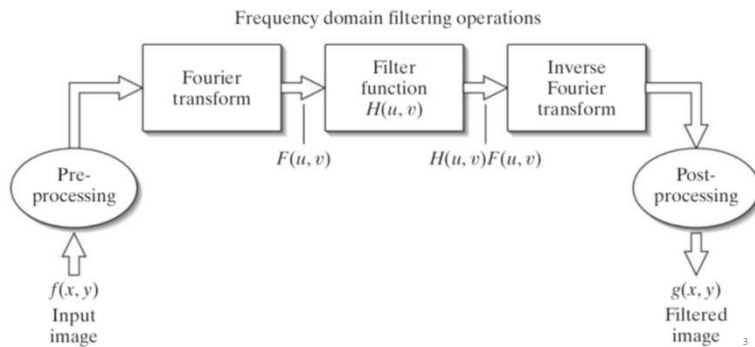 Frequency domain filtering operations
Fourier
transform
Filter
function
H(u, v)
Inverse
Fourier
transform
F(u, v)
H(u, v)F(u, v)
Pre-
processing
Post-
processing
f(x, y)
Input
image
g(x, y)
Filtered
image
3